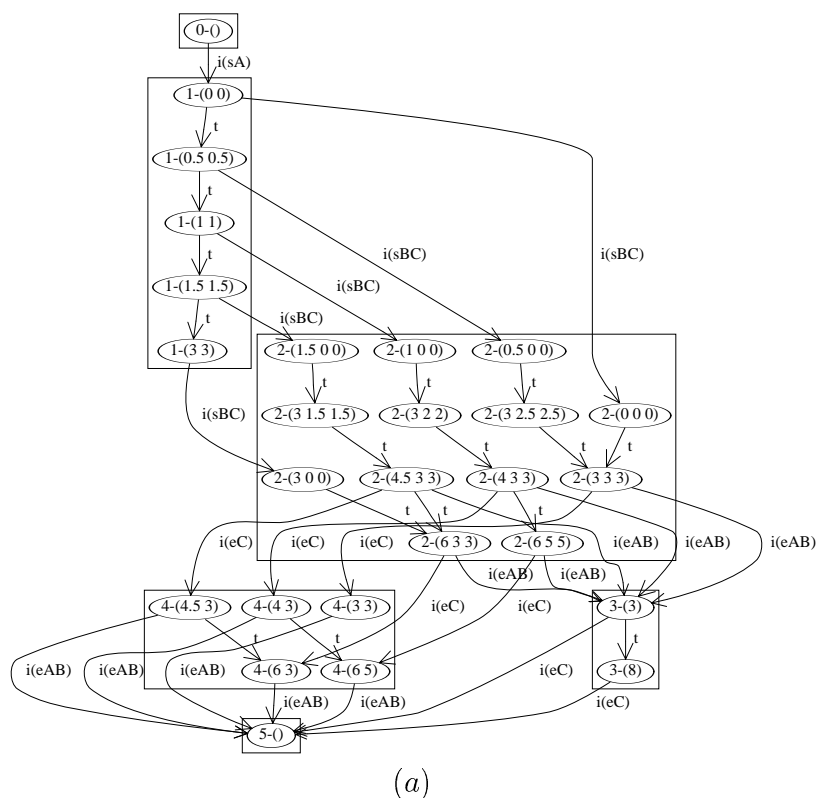 0-()
i(sA)
1-(0 0)
t
1-(0.5 0.5)
t
1-(1 1)
i(sBC)
i(sBC)
t
i(sBC)
1-(1.5 1.5)
i(sBC)
t
1-(3 3)
2-(1.5 0 0)
2-(1 0 0)
2-(0.5 0 0)
t
t
t
i(sBC)
2-(3 1.5 1.5)
2-(3 2 2)
2-(3 2.5 2.5)
2-(0 0 0)
t
t
t
t
2-(3 0 0)
2-(4.5 3 3)
2-(4 3 3)
2-(3 3 3)
t
t
t
i(eC)
i(eC)
i(eC)
2-(6 3 3)
2-(6 5 5)
i(eAB)
i(eAB)
i(eAB)
i(eAB)
i(eAB)
4-(4.5 3)
4-(4 3)
4-(3 3)
i(eC)
i(eC)
3-(3)
t
t
t
i(eAB)
i(eAB)
i(eAB)
4-(6 3)
4-(6 5)
i(eC)
3-(8)
i(eAB)
i(eAB)
i(eC)
5-()
(a)